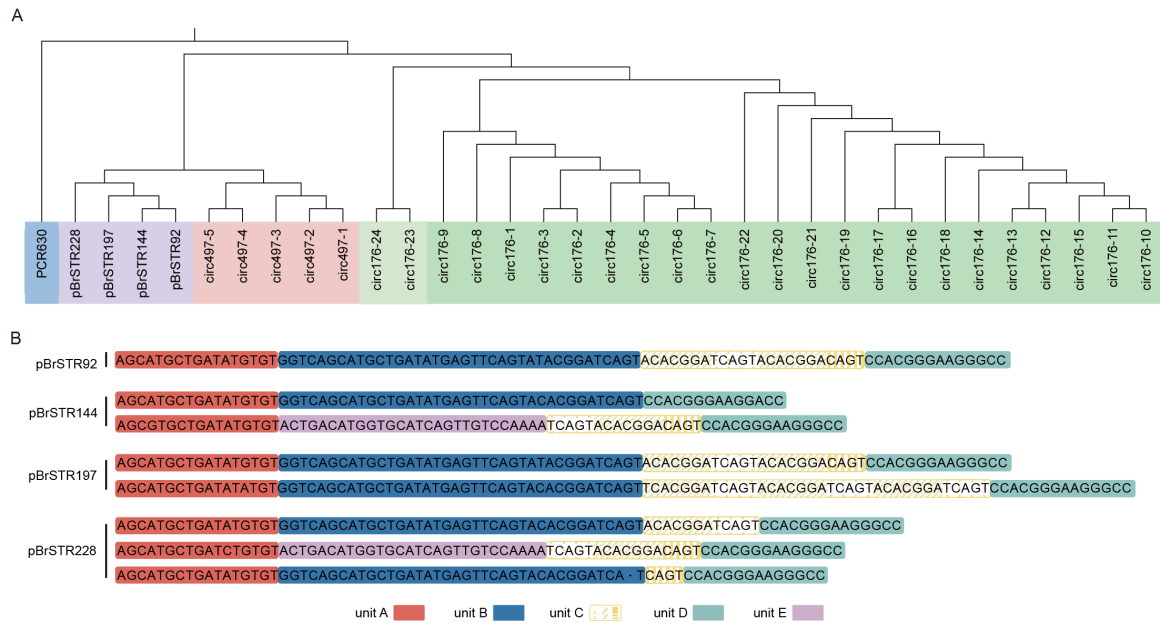 A
PCR630
pBrSTR228
pBrSTR197
pBrSTR144
pBrSTR92
circ497-5
circ497-4
circ497-3
circ497-2
circ497-1
circ176-24
circ176-23
circ176-9
circ176-8
circ176-1
circ176-3
circ176-2
circ176-4
circ176-5
circ176-6
circ176-7
circ176-22
circ176-20
circ176-21
circ176-19
circ176-17
circ176-16
circ176-18
circ176-14
circ176-13
circ176-12
circ176-15
circ176-11
circ176-10
B
pBrSTR92
AGCATGCTGATATGTGTGGTCAGCATGCTGATATGAGTTCAGTATACGGATCAGTACACGGATCAGTACACGGACAGTCCACGGGAAGGGCC
pBrSTR144
AGCATGCTGATATGTGTGGTCAGCATGCTGATATGAGTTCAGTACACGGATCAGTCCACGGGAAGGACC
AGCGTGCTGATATGTGTACTGACATGGTGCATCAGTTGTCCAAAATCAGTACACGGACAGTCCACGGGAAGGGCC
pBrSTR197
AGCATGCTGATATGTGTGGTCAGCATGCTGATATGAGTTCAGTATACGGATCAGTACACGGATCAGTACACGGACAGTCCACGGGAAGGGCC
AGCATGCTGATATATGTGGTCAGCATGCTGATATGAGTTCAGTACACGGATCAGTTCACGGATCAGTACACGGATCAGTACACGGATCAGTCCACGGGAAGGGCC
pBrSTR228
AGCATGCTGATATGTGTGGTCAGCATGCTGATATGAGTTCAGTACACGGATCAGTACACGGATCAGTCCACGGGAAGGGCC
AGCATGCTGATCTGTGTACTGACATGGTGCATCAGTTGTCCAAAATCAGTACACGGACAGTCCACGGGAAGGGCC
AGCATGCTGATATGTGTGGTCAGCATGCTGATATGAGTTCAGTACACGGATCA·TCAGTCCACGGGAAGGGCC
unit A unit B unit C unit D unit E